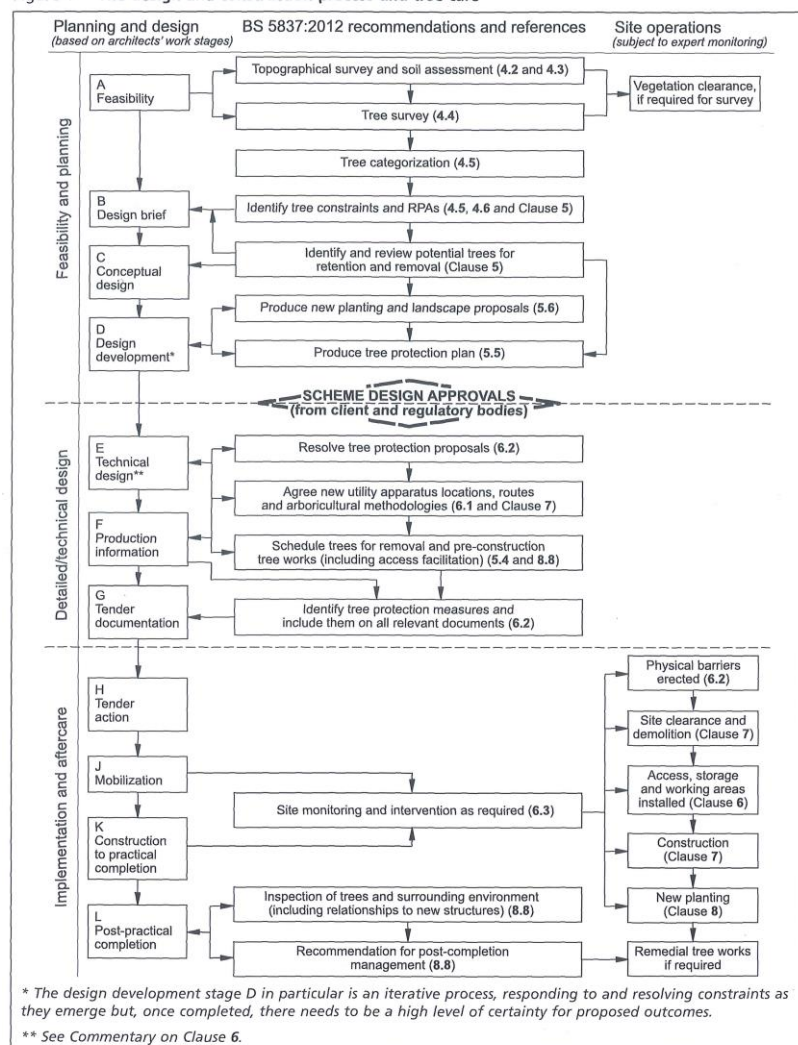 Planning and design
(based on architects' work stages)
BS 5837:2012 recommendations and references
Site operations
(subject to expert monitoring)
Feasibility and planning
A
Feasibility
Topographical survey and soil assessment (4.2 and 4.3)
Tree survey (4.4)
Vegetation clearance,
if required for survey
Tree categorization (4.5)
B
Design brief
Identify tree constraints and RPAs (4.5, 4.6 and Clause 5)
C
Conceptual
design
Identify and review potential trees for
retention and removal (Clause 5)
D
Design
development*
Produce new planting and landscape proposals (5.6)
Produce tree protection plan (5.5)
SCHEME DESIGN APPROVALS
(from client and regulatory bodies)
Detailed/technical design
E
Technical
design**
Resolve tree protection proposals (6.2)
Agree new utility apparatus locations, routes
and arboricultural methodologies (6.1 and Clause 7)
F
Production
information
Schedule trees for removal and pre-construction
tree works (including access facilitation) (5.4 and 8.8)
G
Tender
documentation
Identify tree protection measures and
include them on all relevant documents (6.2)
Implementation and aftercare
H
Tender
action
J
Mobilization
K
Construction
to practical
completion
L
Post-practical
completion
Site monitoring and intervention as required (6.3)
Inspection of trees and surrounding environment
(including relationships to new structures) (8.8)
Recommendation for post-completion
management (8.8)
Physical barriers
erected (6.2)
Site clearance and
demolition (Clause 7)
Access, storage
and working areas
installed (Clause 6)
Construction
(Clause 7)
New planting
(Clause 8)
Remedial tree works
if required
* The design development stage D in particular is an iterative process, responding to and resolving constraints as
they emerge but, once completed, there needs to be a high level of certainty for proposed outcomes.
** See Commentary on Clause 6.